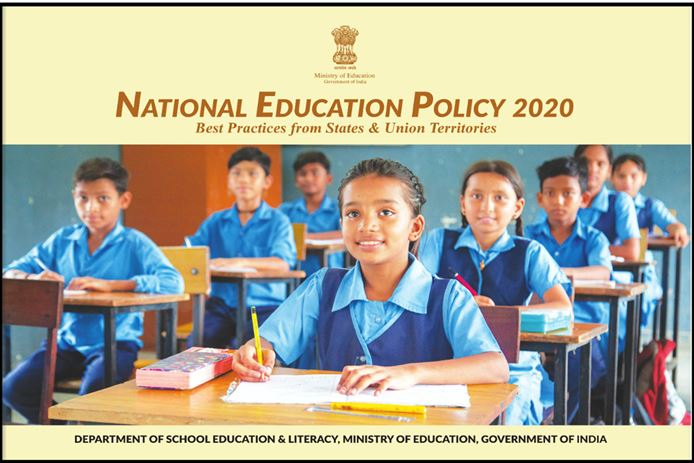 Ministry of Education
Government of India
NATIONAL EDUCATION POLICY 2020
Best Practices from States & Union Territories
DEPARTMENT OF SCHOOL EDUCATION & LITERACY, MINISTRY OF EDUCATION, GOVERNMENT OF INDIA